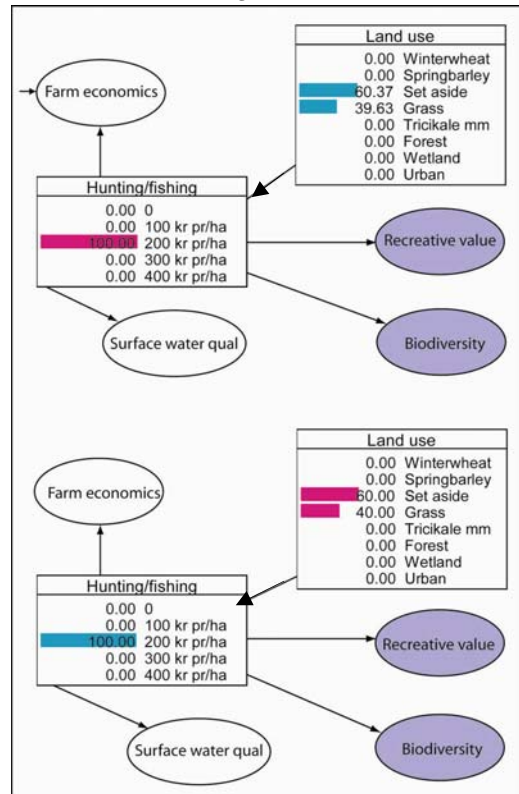 Land use
0.00 Winterwheat
0.00 Springbarley
60.37 Set aside
39.63 Grass
0.00 Tricikale mm
0.00 Forest
0.00 Wetland
0.00 Urban
Farm economics
Hunting/fishing
0.00 0
0.00 100 kr pr/ha
100.00 200 kr pr/ha
0.00 300 kr pr/ha
0.00 400 kr pr/ha
Recreative value
Surface water qual
Biodiversity
Land use
0.00 Winterwheat
0.00 Springbarley
60.00 Set aside
40.00 Grass
0.00 Tricikale mm
0.00 Forest
0.00 Wetland
0.00 Urban
Farm economics
Hunting/fishing
0.00 0
0.00 100 kr pr/ha
100.00 200 kr pr/ha
0.00 300 kr pr/ha
0.00 400 kr pr/ha
Recreative value
Surface water qual
Biodiversity